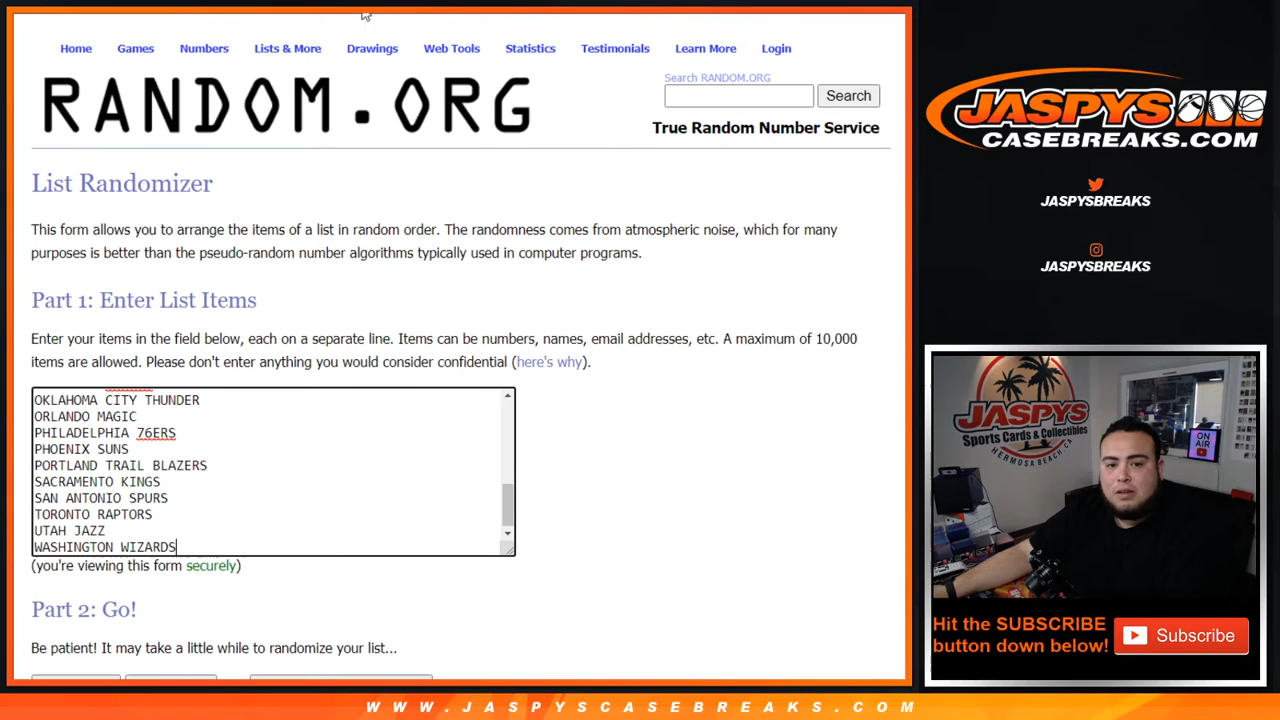 Home Games Numbers Lists & More Drawings Web Tools Statistics Testimonials Learn More Login
RANDOM.ORG
Search RANDOM.ORG
Search
True Random Number Service
List Randomizer
This form allows you to arrange the items of a list in random order. The randomness comes from atmospheric noise, which for many
purposes is better than the pseudo-random number algorithms typically used in computer programs.
Part 1: Enter List Items
Enter your items in the field below, each on a separate line. Items can be numbers, names, email addresses, etc. A maximum of 10,000
items are allowed. Please don't enter anything you would consider confidential (here's why).
OKLAHOMA CITY THUNDER
ORLANDO MAGIC
PHILADELPHIA 76ERS
PHOENIX SUNS
PORTLAND TRAIL BLAZERS
SACRAMENTO KINGS
SAN ANTONIO SPURS
TORONTO RAPTORS
UTAH JAZZ
WASHINGTON WIZARDS
(you're viewing this form securely)
Part 2: Go!
Be patient! It may take a little while to randomize your list...
JASPYS
CASEBREAKS.COM
JASPYSBREAKS
JASPYSBREAKS
JASPYS
Sports Cards & Collectibles
HERMOSA BEACH, CA
ON
AIR
Hit the SUBSCRIBE
button down below!
Subscribe
WWW.JASPYSCASEBREAKS.COM